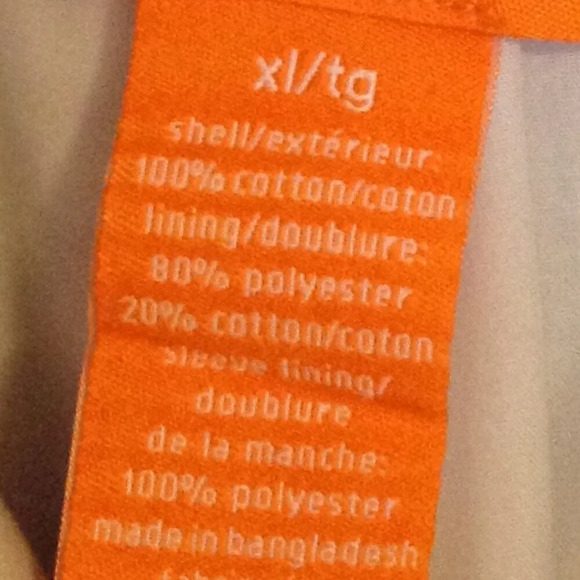 xl/tg
shell/extérieur:
100% cotton/coton
lining/doublure:
80% polyester
20% cotton/coton
sleeve lining/
doublure
de la manche:
100% polyester
made in bangladesh